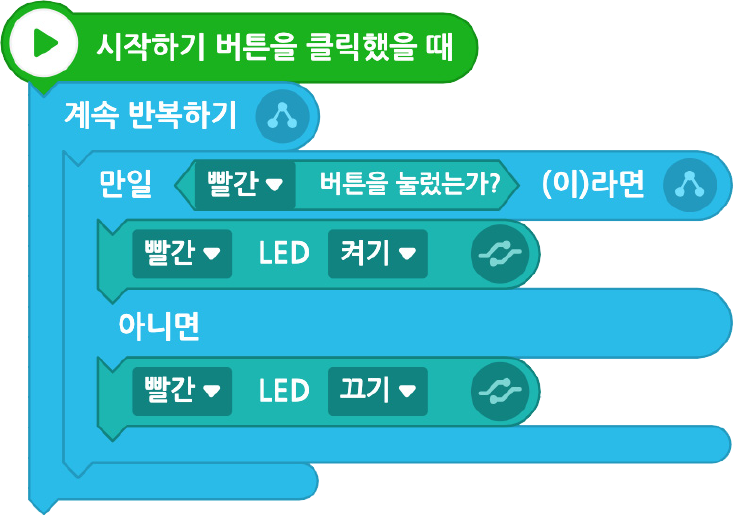 시작하기 버튼을 클릭했을 때
계속 반복하기
만일 빨간 버튼을 눌렀는가? (이)라면
빨간 LED 켜기
아니면
빨간 LED 끄기